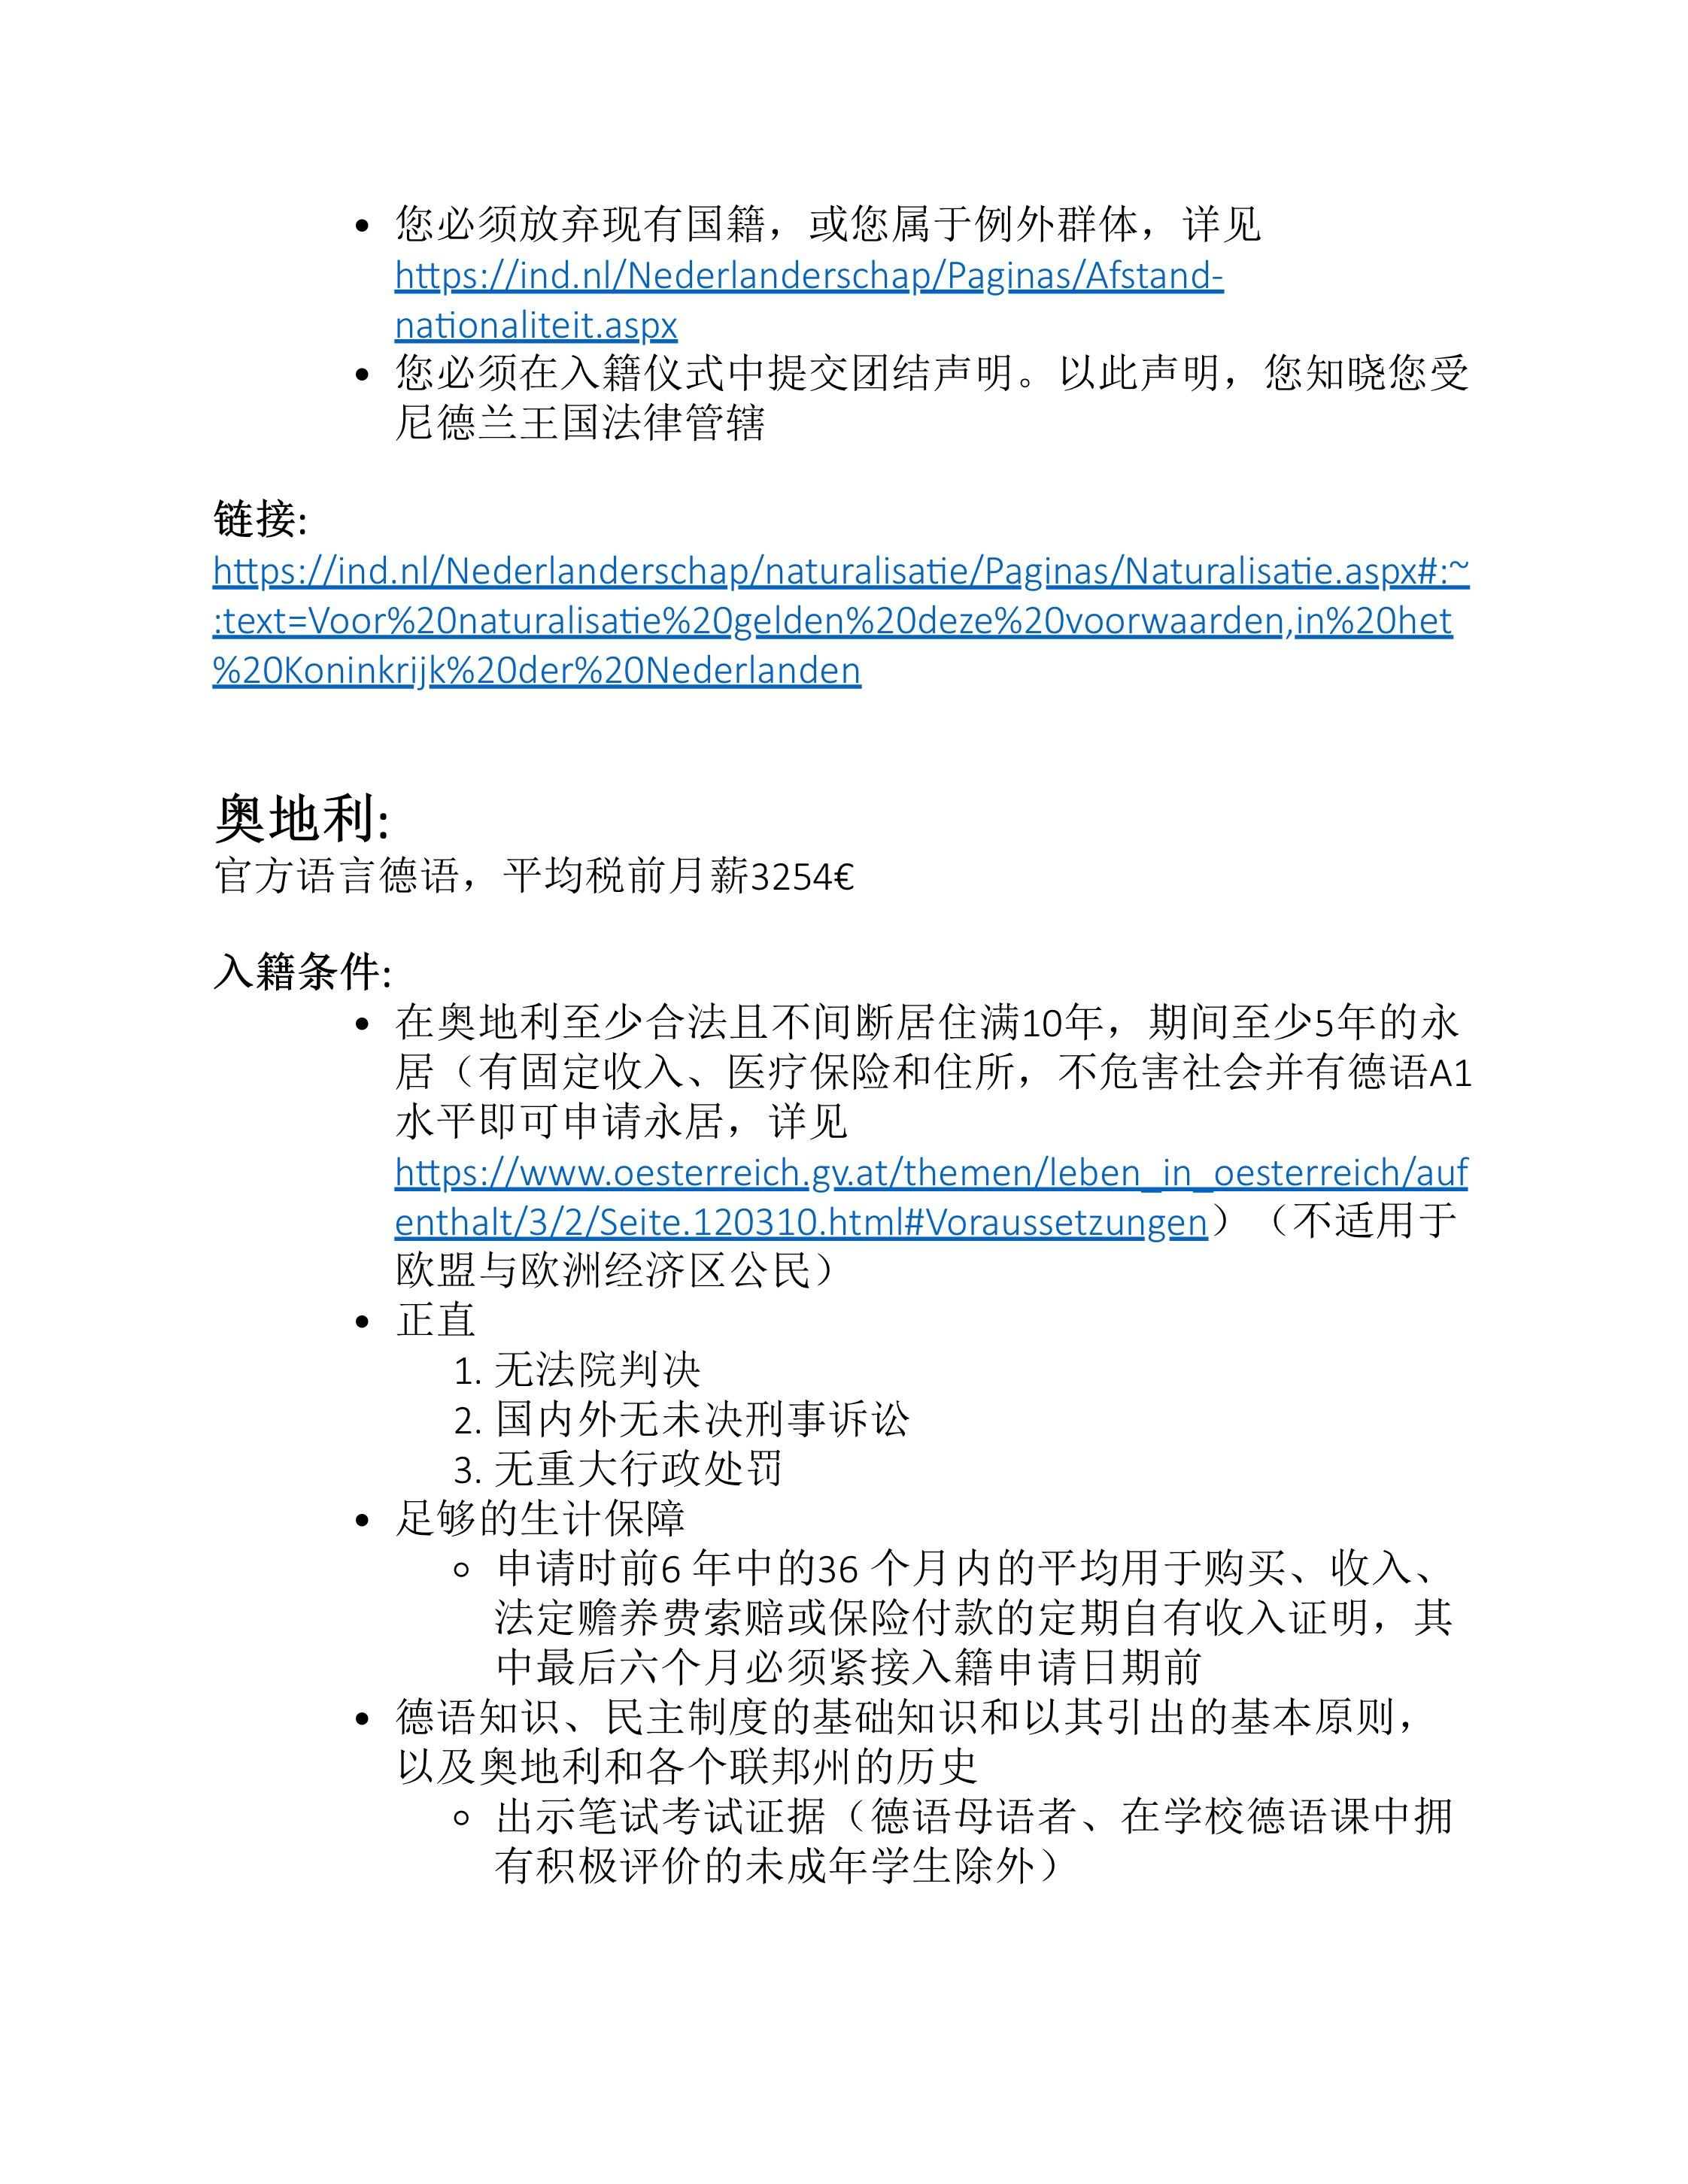 • 您必须放弃现有国籍，或您属于例外群体，详见
https://ind.nl/Nederlanderschap/Paginas/Afstand-
nationaliteit.aspx
• 您必须在入籍仪式中提交团结声明。以此声明，您知晓您受
尼德兰王国法律管辖
链接:
https://ind.nl/Nederlanderschap/naturalisatie/Paginas/Naturalisatie.aspx#:~
:text=Voor%20naturalisatie%20gelden%20deze%20voorwaarden,in%20het
%20Koninkrijk%20der%20Nederlanden
奥地利:
官方语言德语，平均税前月薪3254€
入籍条件:
• 在奥地利至少合法且不间断居住满10年，期间至少5年的永
居（有固定收入、医疗保险和住所，不危害社会并有德语A1
水平即可申请永居，详见
https://www.oesterreich.gv.at/themen/leben_in_oesterreich/auf
enthalt/3/2/Seite.120310.html#Voraussetzungen）（不适用于
欧盟与欧洲经济区公民）
• 正直
1. 无法院判决
2. 国内外无未决刑事诉讼
3. 无重大行政处罚
• 足够的生计保障
○ 申请时前6 年中的36 个月内的平均用于购买、收入、
法定赡养费索赔或保险付款的定期自有收入证明，其
中最后六个月必须紧接入籍申请日期前
• 德语知识、民主制度的基础知识和以其引出的基本原则，
以及奥地利和各个联邦州的历史
○ 出示笔试考试证据（德语母语者、在学校德语课中拥
有积极评价的未成年学生除外）